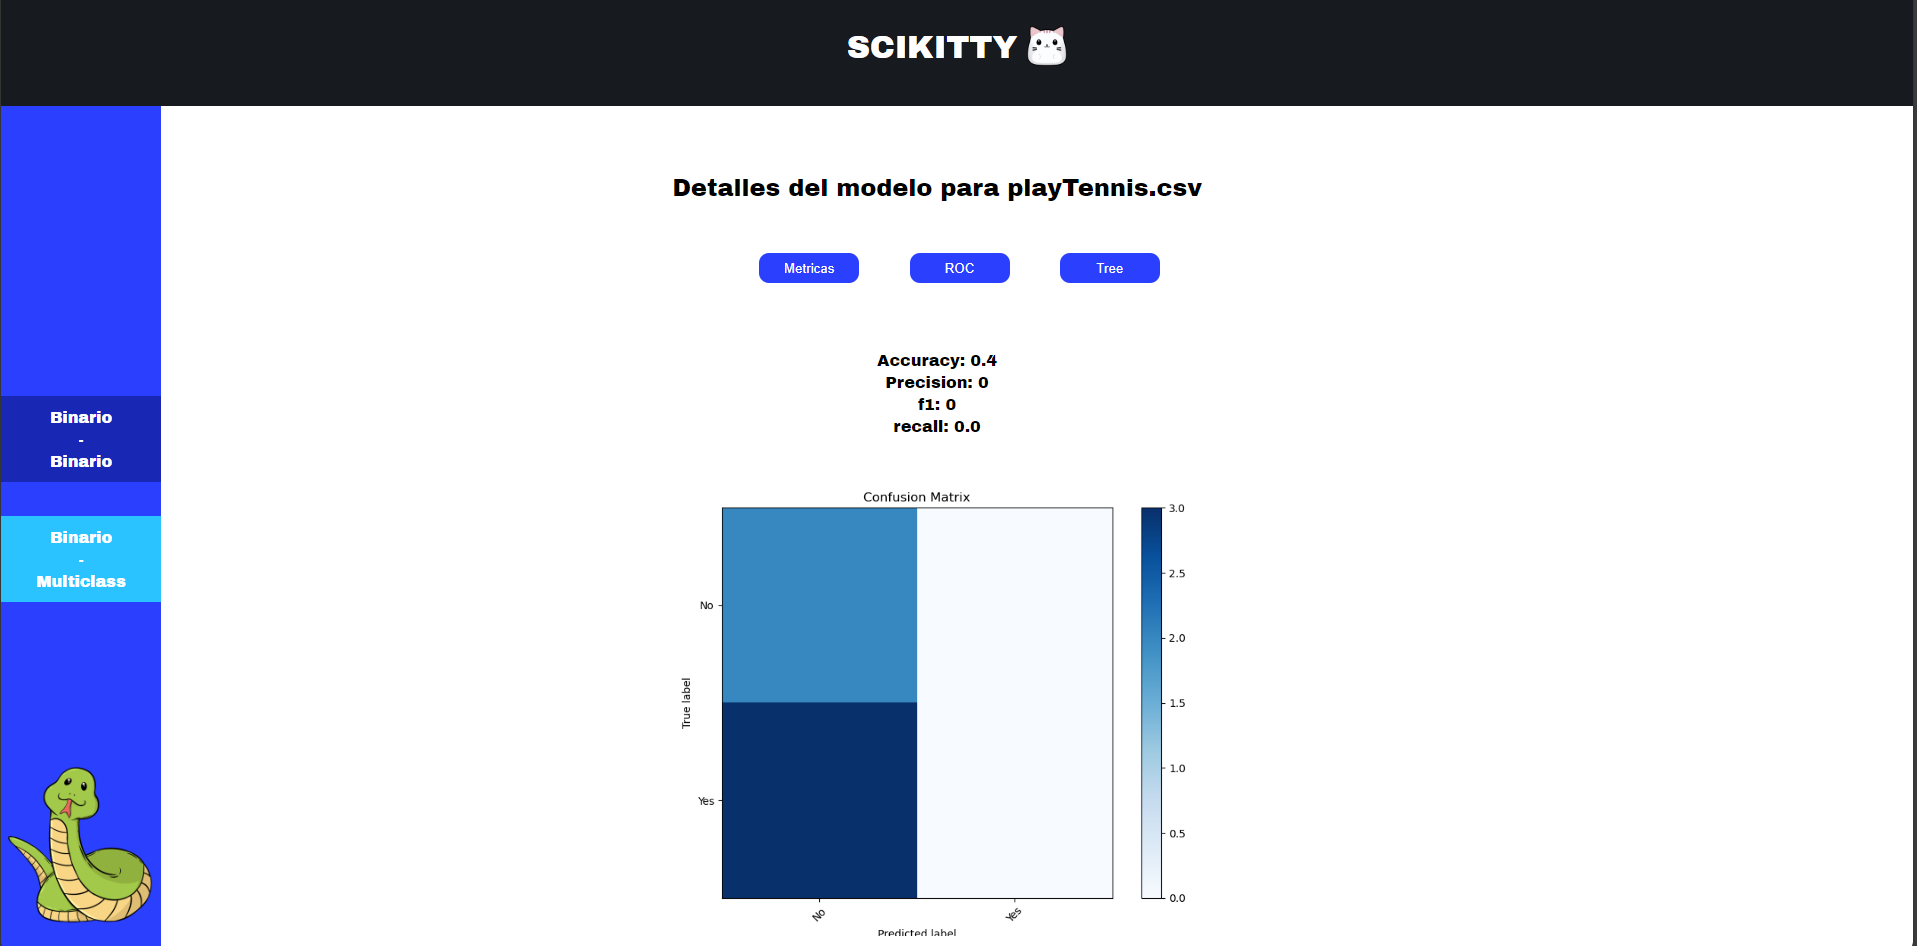 SCIKITTY
Detalles del modelo para playTennis.csv
Metricas
ROC
Tree
Binario
-
Binario
Binario
-
Multiclass
Accuracy: 0.4
Precision: 0
f1: 0
recall: 0.0
Confusion Matrix
True label
No
Yes
No
Yes
Predicted label
3.0
2.5
2.0
1.5
1.0
0.5
0.0